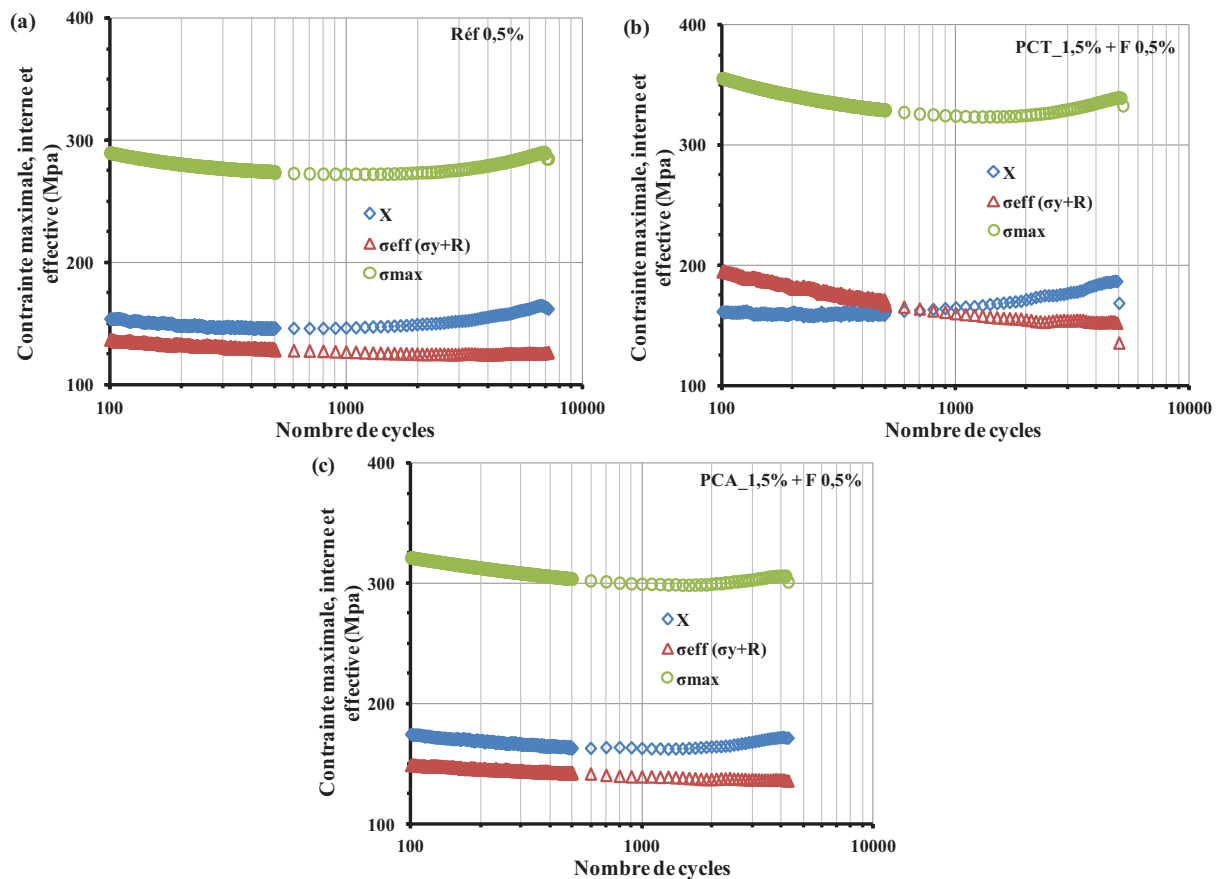 (a)
Contrainte maximale, interne et
effective (Mpa)
400
300
200
100
Réf 0,5%
X
σeff (σy+R)
σmax
100
1000
10000
Nombre de cycles
(b)
Contrainte maximale, interne et
effective (Mpa)
400
300
200
100
PCT_1,5% + F 0,5%
X
σeff (σy+R)
σmax
100
1000
10000
Nombre de cycles
(c)
Contrainte maximale, interne et
effective (Mpa)
400
300
200
100
PCA_1,5% + F 0,5%
X
σeff (σy+R)
σmax
100
1000
10000
Nombre de cycles